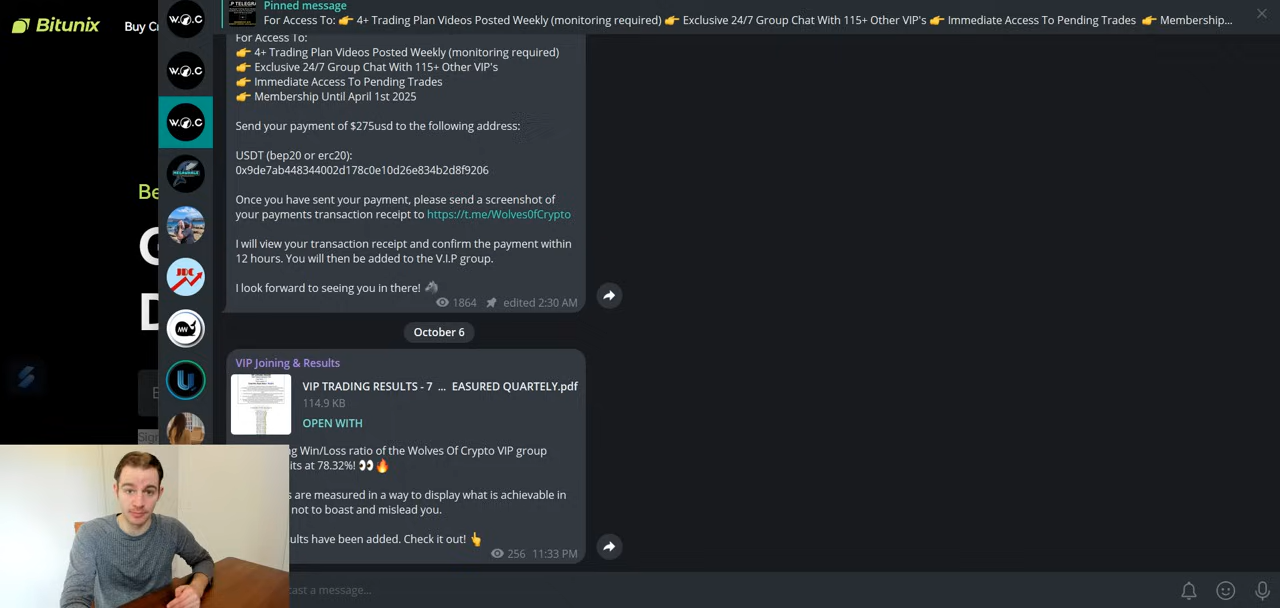 Bitunix
Buy C
Pinned message
For Access To: 👉 4+ Trading Plan Videos Posted Weekly (monitoring required) 👉 Exclusive 24/7 Group Chat With 115+ Other VIP's 👉 Immediate Access To Pending Trades 👉 Membership...
W.O.C
W.O.C
W.O.C
JDC
MW
Be
For Access To:
👉 4+ Trading Plan Videos Posted Weekly (monitoring required)
👉 Exclusive 24/7 Group Chat With 115+ Other VIP's
👉 Immediate Access To Pending Trades
👉 Membership Until April 1st 2025
Send your payment of $275usd to the following address:
USDT (bep20 or erc20):
0x9de7ab448344002d178c0e10d26e834b2d8f9206
Once you have sent your payment, please send a screenshot of
your payments transaction receipt to https://t.me/Wolves0fCrypto
I will view your transaction receipt and confirm the payment within
12 hours. You will then be added to the V.I.P group.
I look forward to seeing you in there! 🐺
1864 edited 2:30 AM
October 6
VIP Joining & Results
VIP TRADING RESULTS - 7 ... EASURED QUARTELY.pdf
114.9 KB
OPEN WITH
ng Win/Loss ratio of the Wolves Of Crypto VIP group
its at 78.32%! 👀🔥
s are measured in a way to display what is achievable in
not to boast and mislead you.
ults have been added. Check it out! 👆
256 11:33 PM
cast a message...